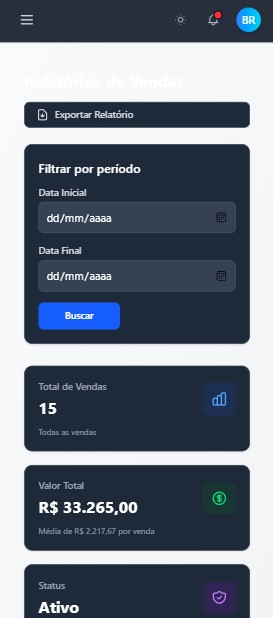 BR
Relatórios de Vendas
Exportar Relatório
Filtrar por período
Data Inicial
dd/mm/aaaa
Data Final
dd/mm/aaaa
Buscar
Total de Vendas
15
Todas as vendas
Valor Total
R$ 33.265,00
Média de R$ 2.217,67 por venda
Status
Ativo